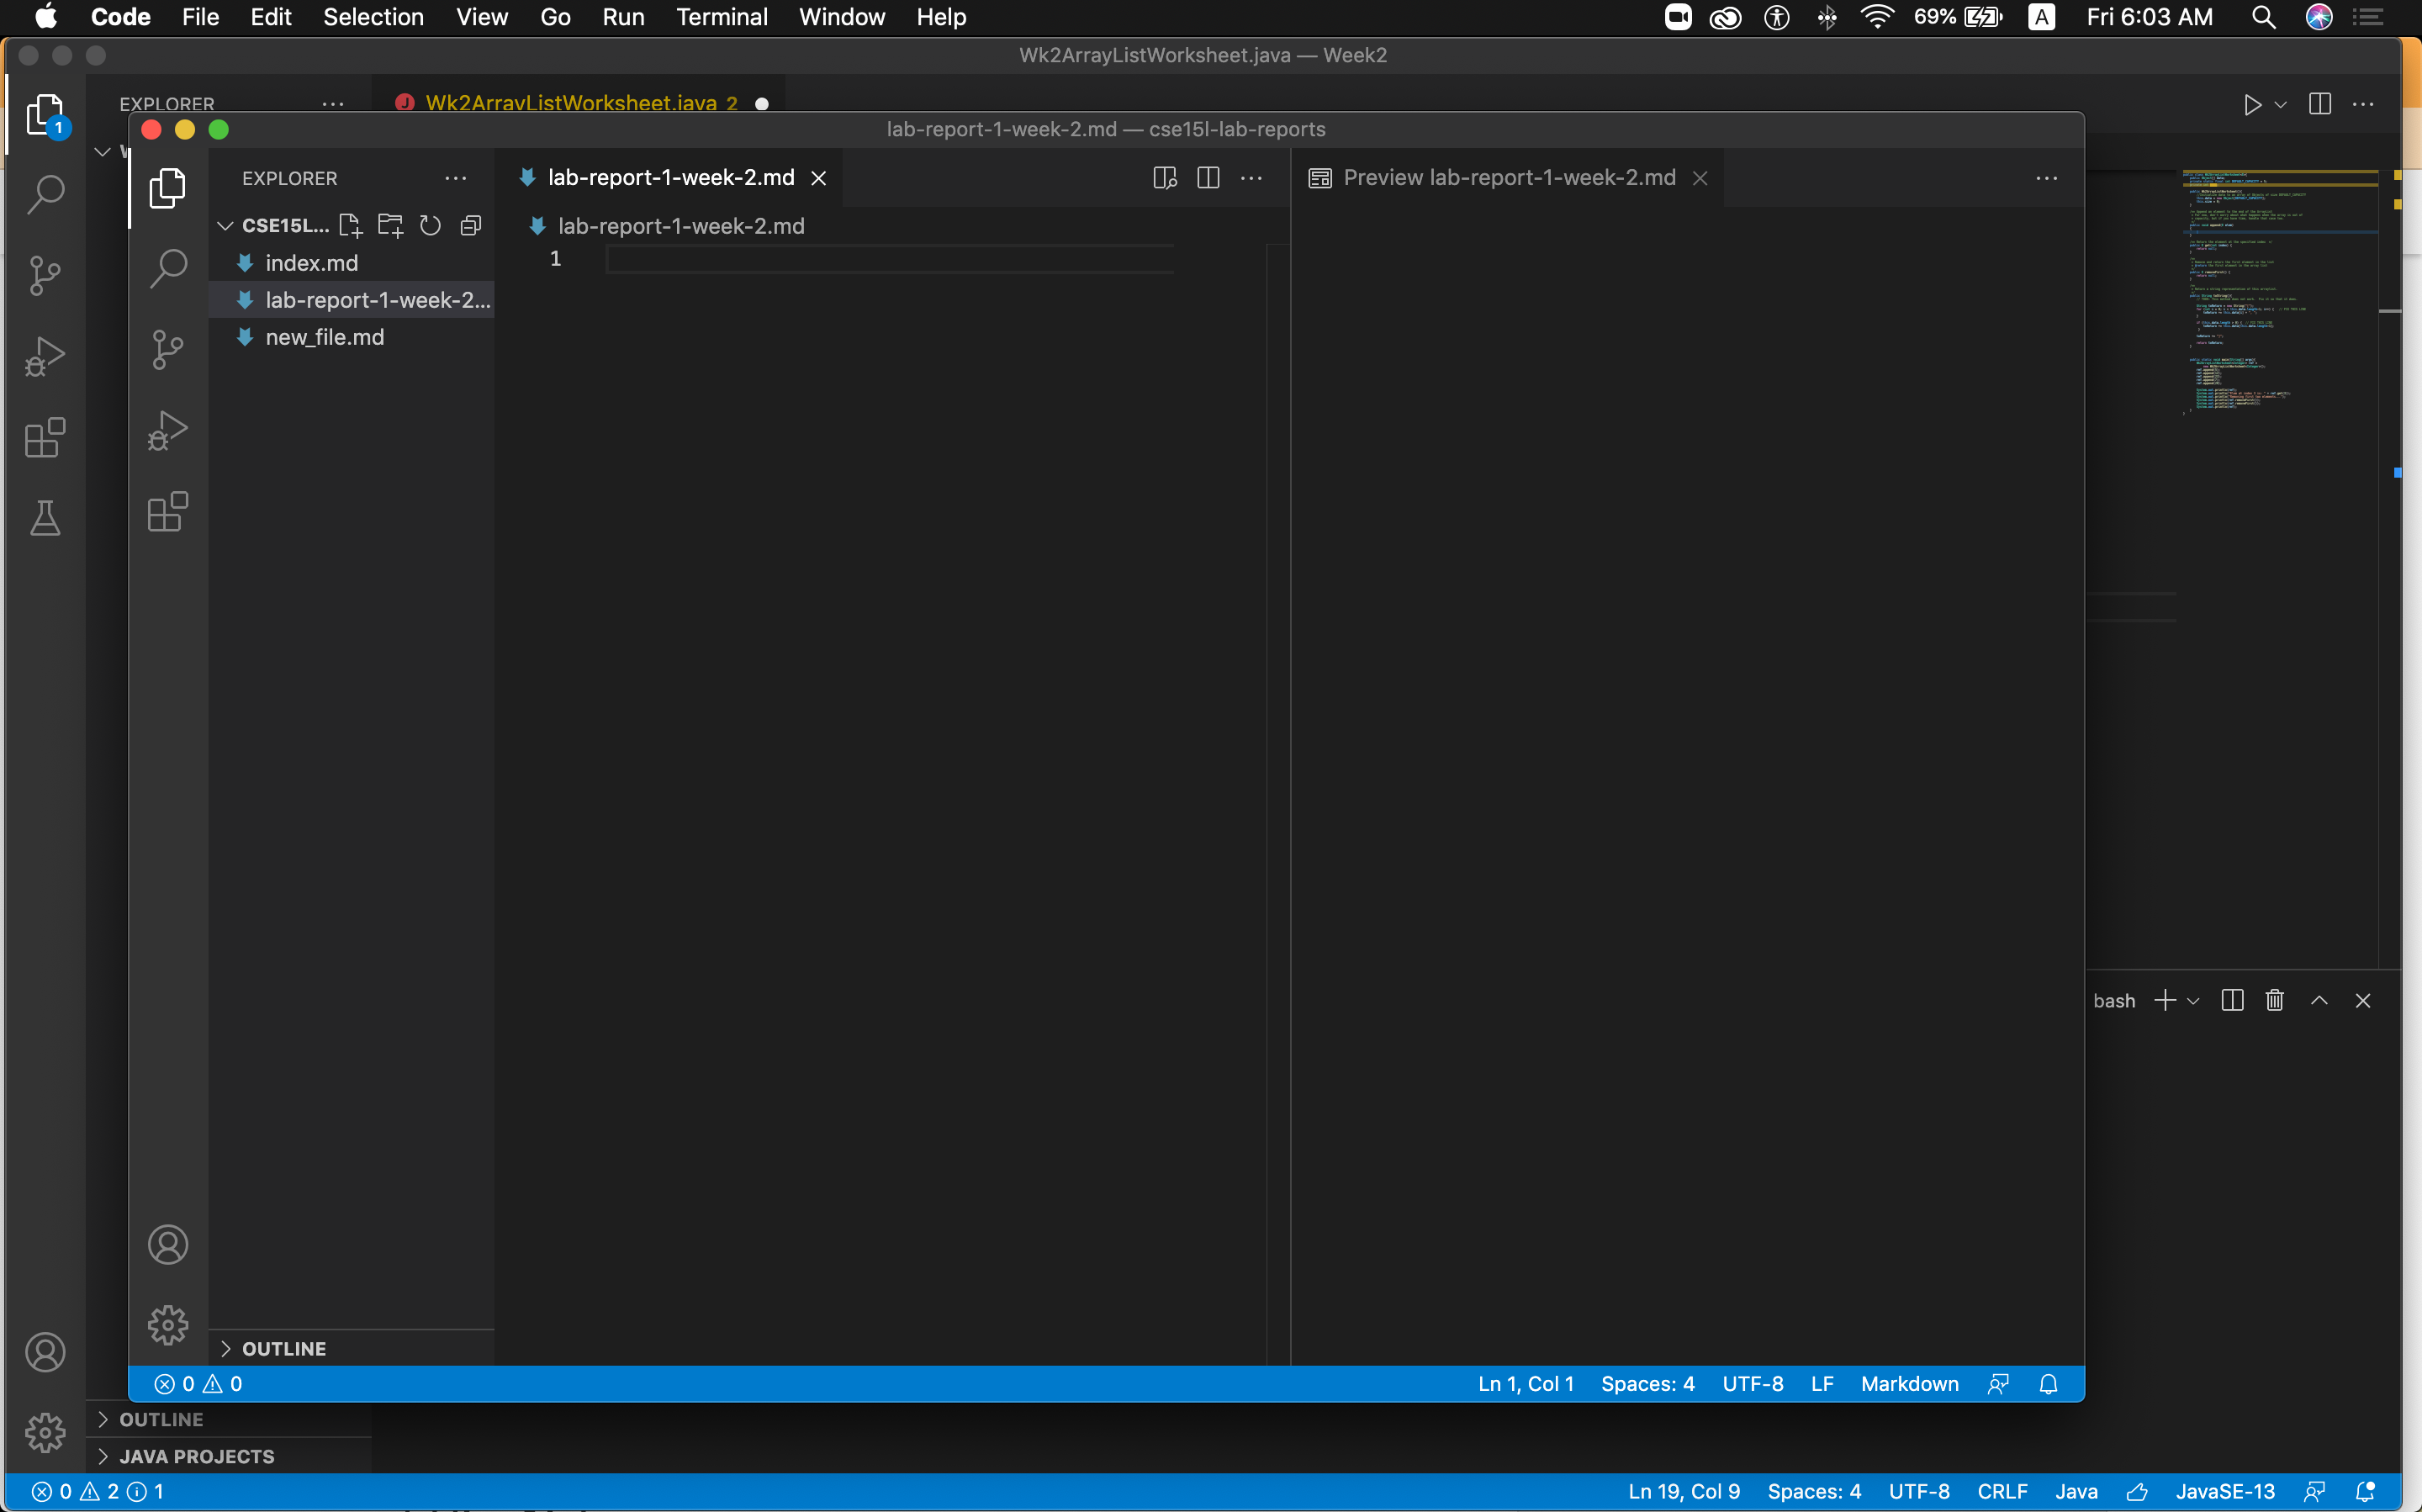 Code File Edit Selection View Go Run Terminal Window Help 69% A Fri 6:03 AM
Wk2ArrayListWorksheet.java — Week2
EXPLORER
Wk2ArrayListWorksheet.java 2
1
lab-report-1-week-2.md — cse15l-lab-reports
EXPLORER
lab-report-1-week-2.md
Preview lab-report-1-week-2.md
CSE15L...
lab-report-1-week-2.md
index.md
1
lab-report-1-week-2...
new_file.md
bash
OUTLINE
0 0
Ln 1, Col 1 Spaces: 4 UTF-8 LF Markdown
OUTLINE
JAVA PROJECTS
0 2 1
Ln 19, Col 9 Spaces: 4 UTF-8 CRLF Java JavaSE-13